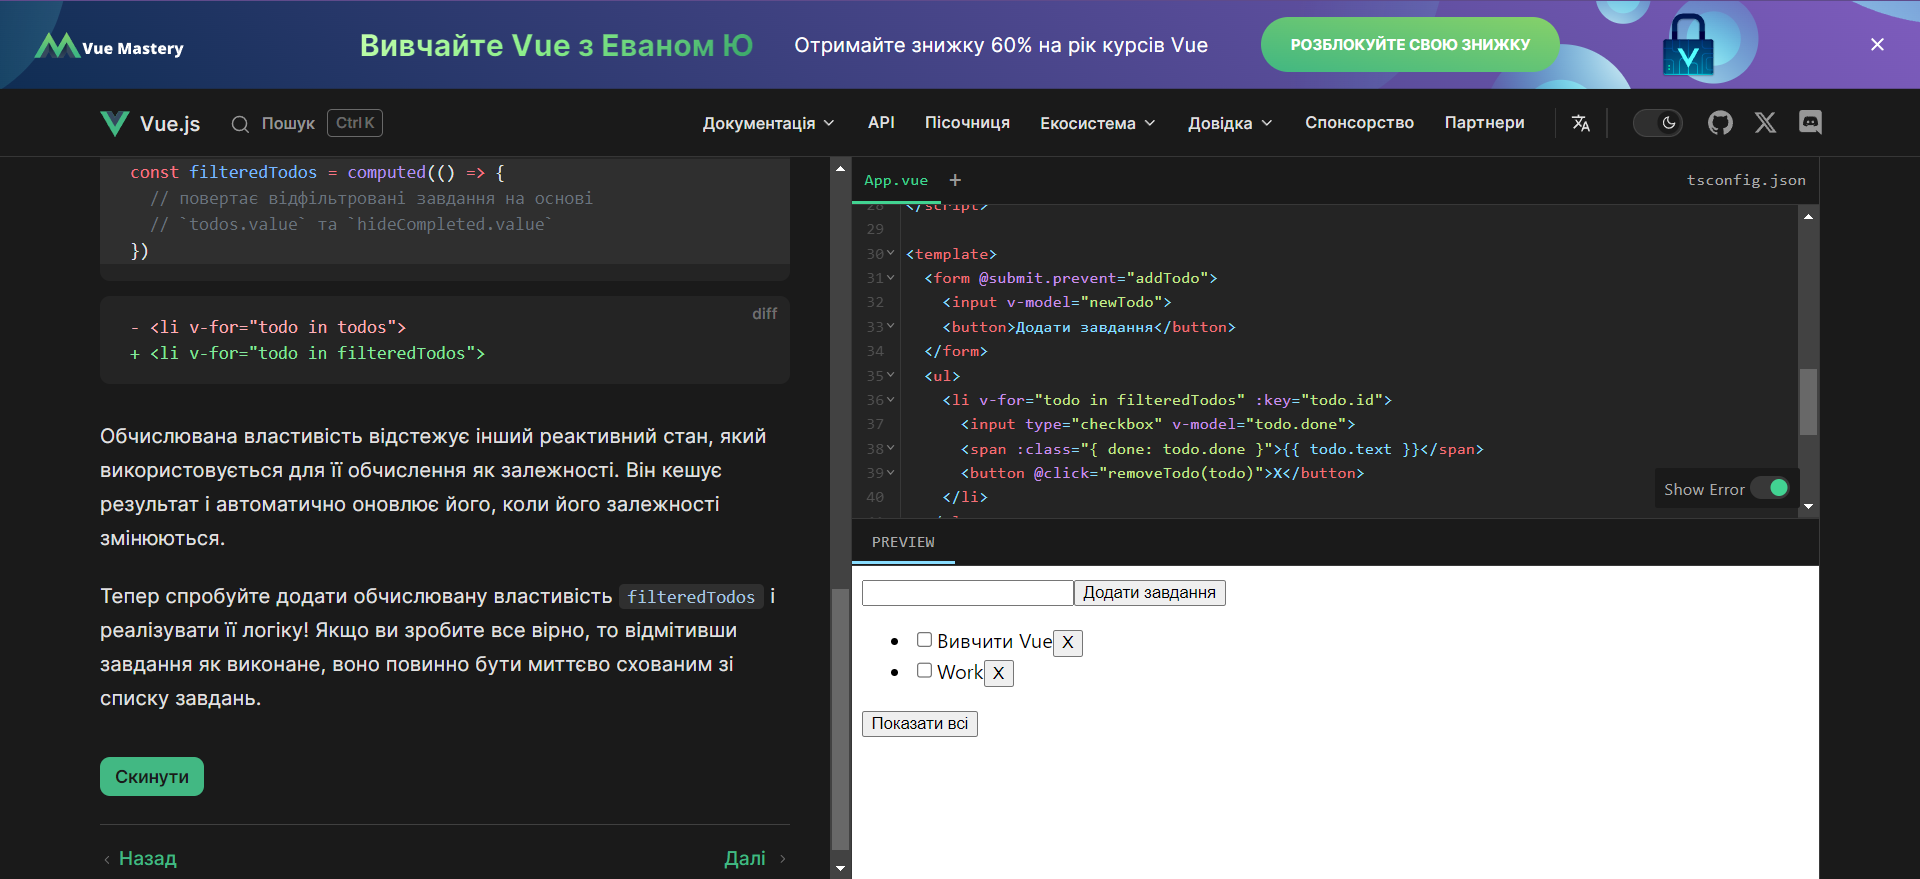 Vue Mastery
Вивчайте Vue з Еваном Ю
Отримайте знижку 60% на рік курсів Vue
РОЗБЛОКУЙТЕ СВОЮ ЗНИЖКУ
Vue.js
Пошук
Ctrl K
Документація
API
Пісочниця
Екосистема
Довідка
Спонсорство
Партнери
const filteredTodos = computed(() => {
// повертає відфільтровані завдання на основі
// `todos.value` та `hideCompleted.value`
})
diff
- <li v-for="todo in todos">
+ <li v-for="todo in filteredTodos">
Обчислювана властивість відстежує інший реактивний стан, який
використовується для її обчислення як залежності. Він кешує
результат і автоматично оновлює його, коли його залежності
змінюються.
Тепер спробуйте додати обчислювану властивість filteredTodos і
реалізувати її логіку! Якщо ви зробите все вірно, то відмітивши
завдання як виконане, воно повинно бути миттєво схованим зі
списку завдань.
Скинути
Назад
Далі
App.vue +
tsconfig.json
28 </script>
29
30 <template>
31 <form @submit.prevent="addTodo">
32 <input v-model="newTodo">
33 <button>Додати завдання</button>
34 </form>
35 <ul>
36 <li v-for="todo in filteredTodos" :key="todo.id">
37 <input type="checkbox" v-model="todo.done">
38 <span :class="{ done: todo.done }">{{ todo.text }}</span>
39 <button @click="removeTodo(todo)">X</button>
40 </li>
Show Error
PREVIEW
Додати завдання
Вивчити Vue X
Work X
Показати всі